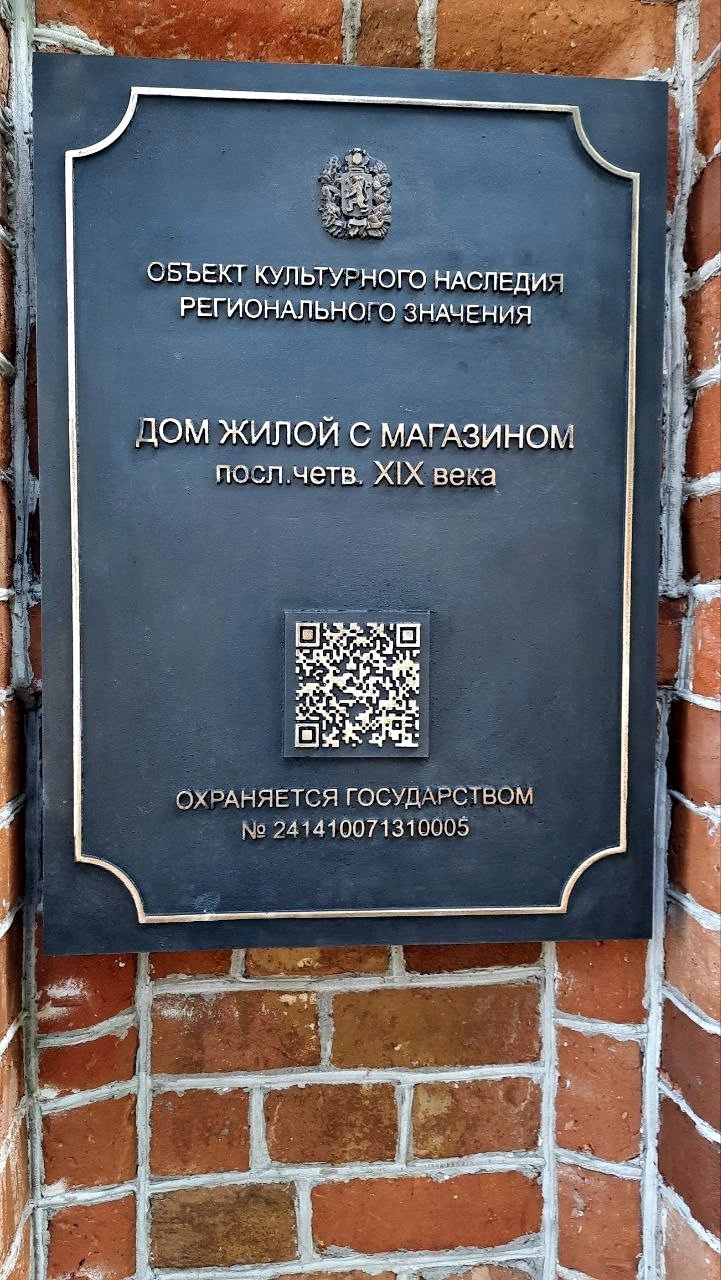 ОБЪЕКТ КУЛЬТУРНОГО НАСЛЕДИЯ
РЕГИОНАЛЬНОГО ЗНАЧЕНИЯ
ДОМ ЖИЛОЙ С МАГАЗИНОМ
посл.четв. XIX века
ОХРАНЯЕТСЯ ГОСУДАРСТВОМ
№ 241410071310005